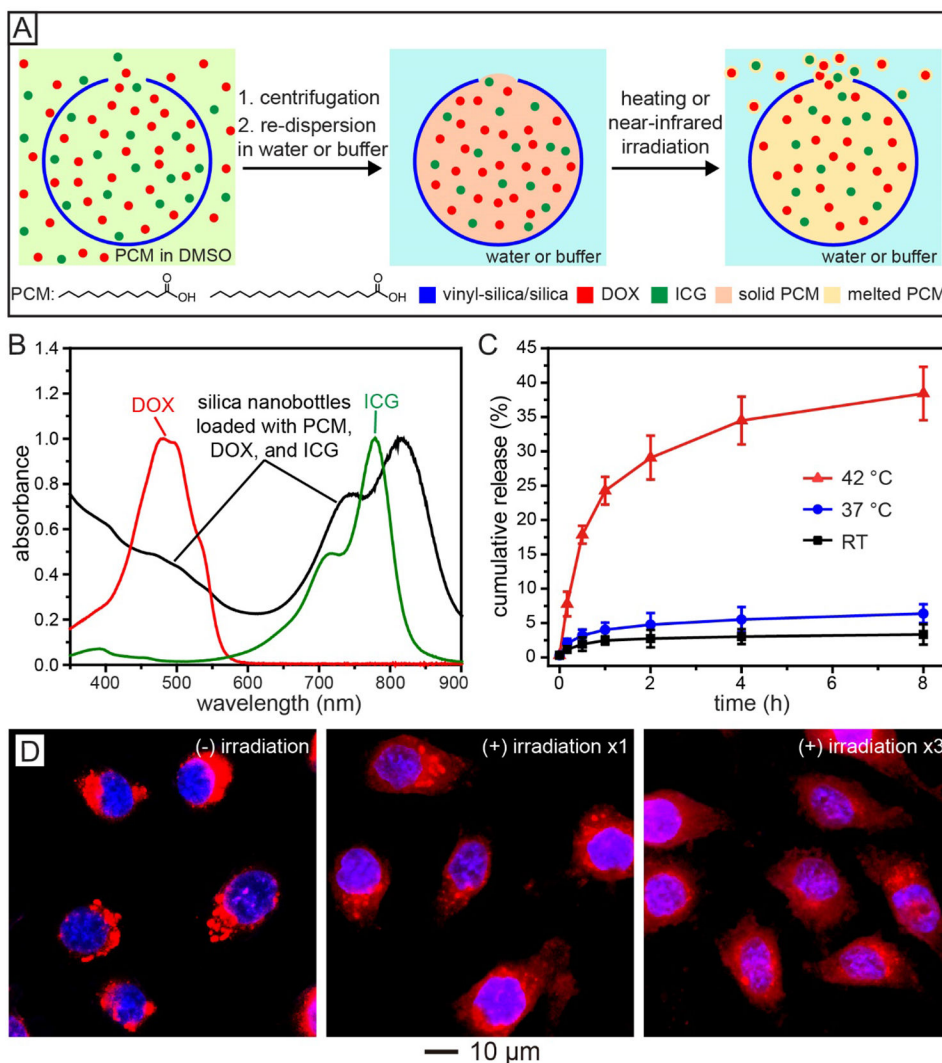 A
1. centrifugation
2. re-dispersion
in water or buffer
heating or
near-infrared
irradiation
PCM in DMSO
water or buffer
water or buffer
PCM:
O
OH
O
OH
vinyl-silica/silica
DOX
ICG
solid PCM
melted PCM
B
1.4
1.2
1.0
0.8
0.6
0.4
0.2
0.0
absorbance
DOX
silica nanobottles
loaded with PCM,
DOX, and ICG
ICG
400 500 600 700 800 900
wavelength (nm)
C
45
40
35
30
25
20
15
10
5
0
cumulative release (%)
42 °C
37 °C
RT
0 2 4 6 8
time (h)
D
(-) irradiation
(+) irradiation x1
(+) irradiation x3
10 µm